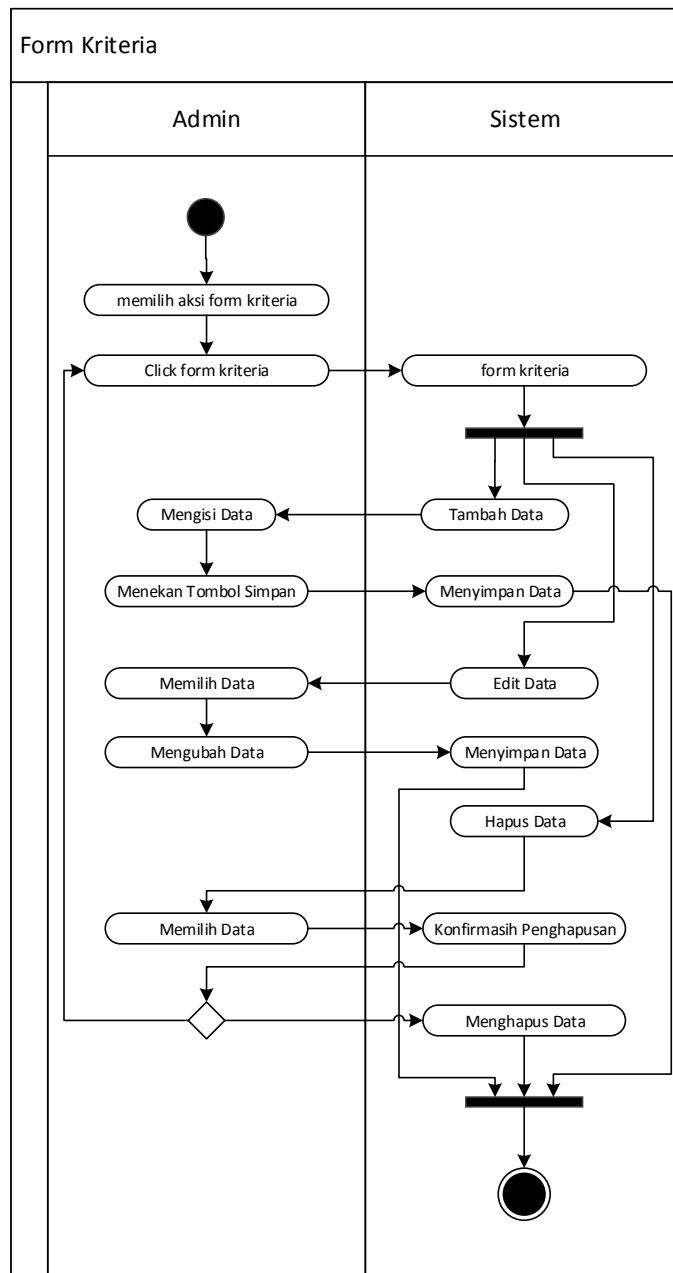 Form Kriteria
Admin
Sistem
memilih aksi form kriteria
Click form kriteria
form kriteria
Mengisi Data
Tambah Data
Menekan Tombol Simpan
Menyimpan Data
Memilih Data
Edit Data
Mengubah Data
Menyimpan Data
Hapus Data
Memilih Data
Konfirmasih Penghapusan
Menghapus Data